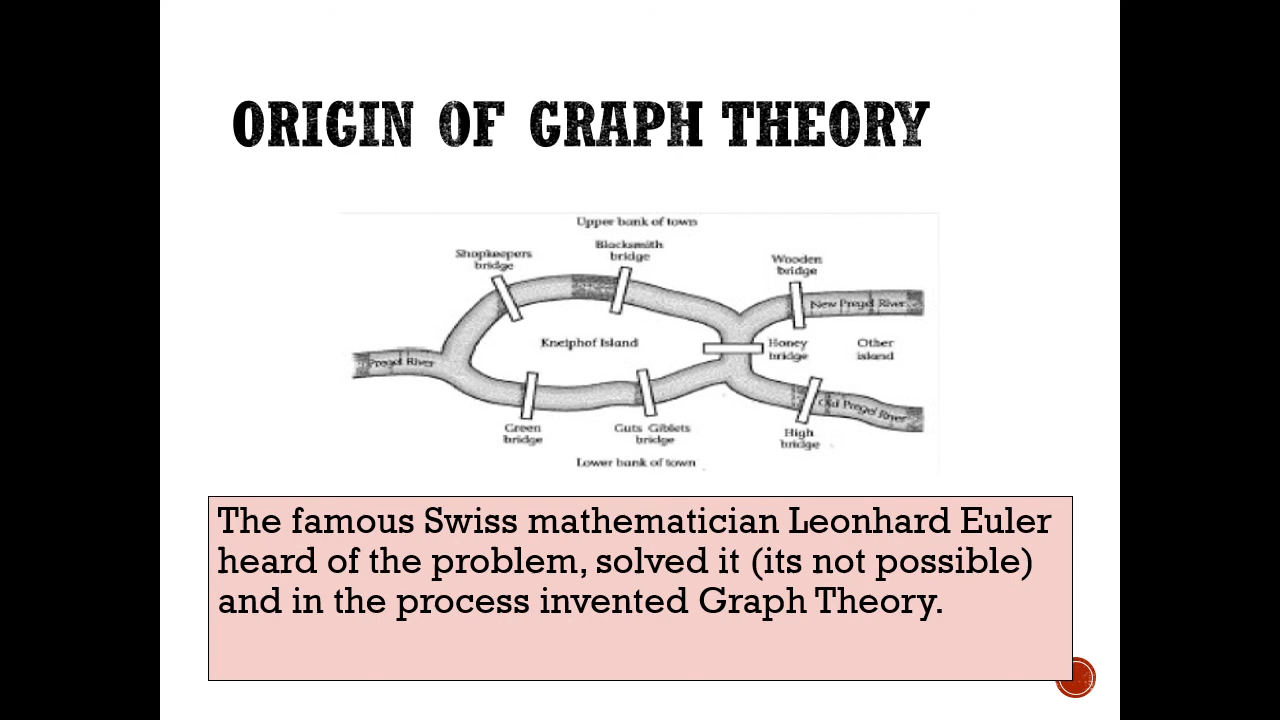 ORIGIN OF GRAPH THEORY
Upper bank of town
Shopkeepers
bridge
Blacksmith
bridge
Wooden
bridge
New Pregel River
Kneiphof Island
Honey
bridge
Other
island
Pregel River
Old Pregel River
Green
bridge
Guts Giblets
bridge
High
bridge
Lower bank of town
The famous Swiss mathematician Leonhard Euler
heard of the problem, solved it (its not possible)
and in the process invented Graph Theory.